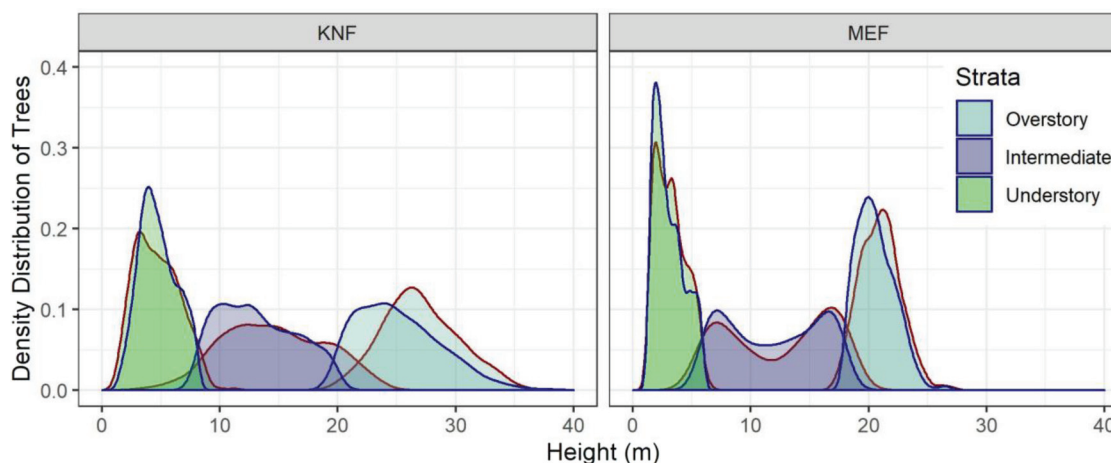 KNF
MEF
Density Distribution of Trees
0.4
0.3
0.2
0.1
0.0
Strata
Overstory
Intermediate
Understory
0 10 20 30 40
0 10 20 30 40
Height (m)